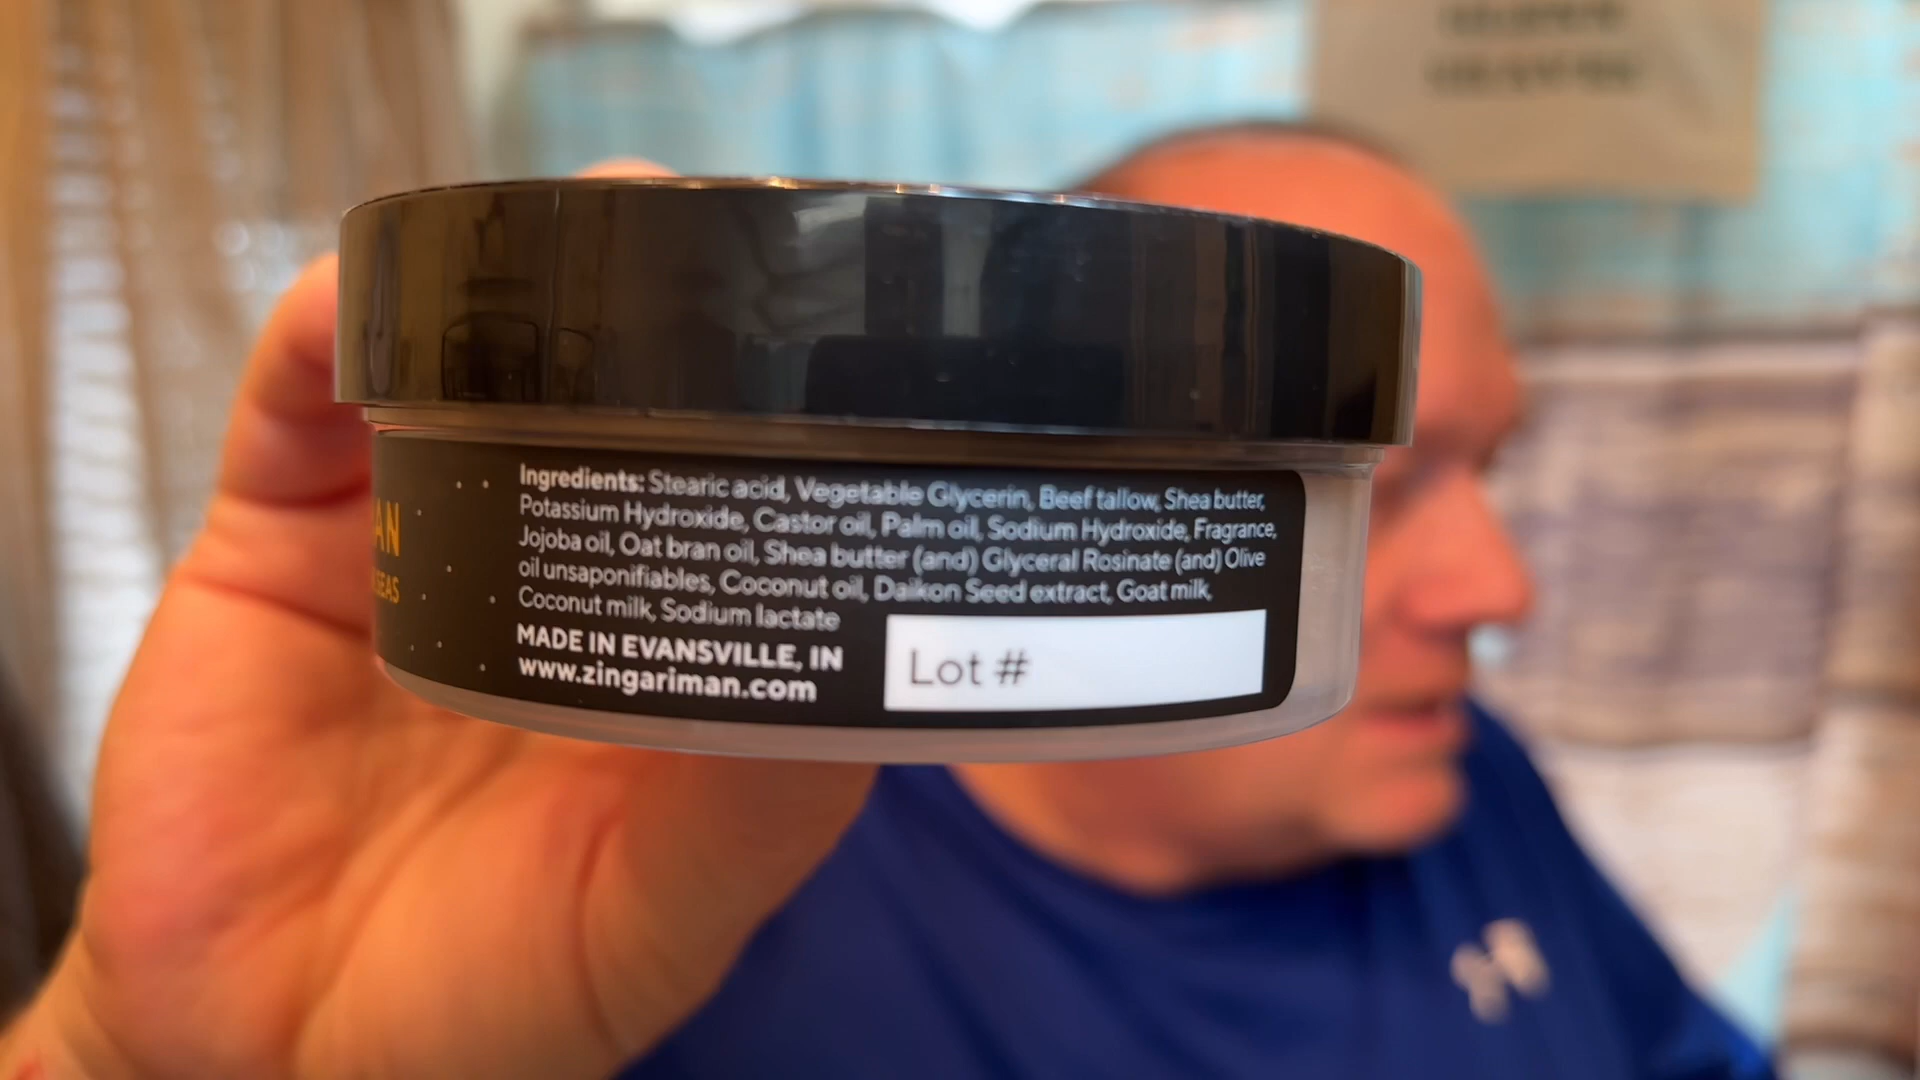 AN
SEAS
Ingredients: Stearic acid, Vegetable Glycerin, Beef tallow, Shea butter,
Potassium Hydroxide, Castor oil, Palm oil, Sodium Hydroxide, Fragrance,
Jojoba oil, Oat bran oil, Shea butter (and) Glyceral Rosinate (and) Olive
oil unsaponifiables, Coconut oil, Daikon Seed extract, Goat milk,
Coconut milk, Sodium lactate
MADE IN EVANSVILLE, IN
www.zingariman.com
Lot #